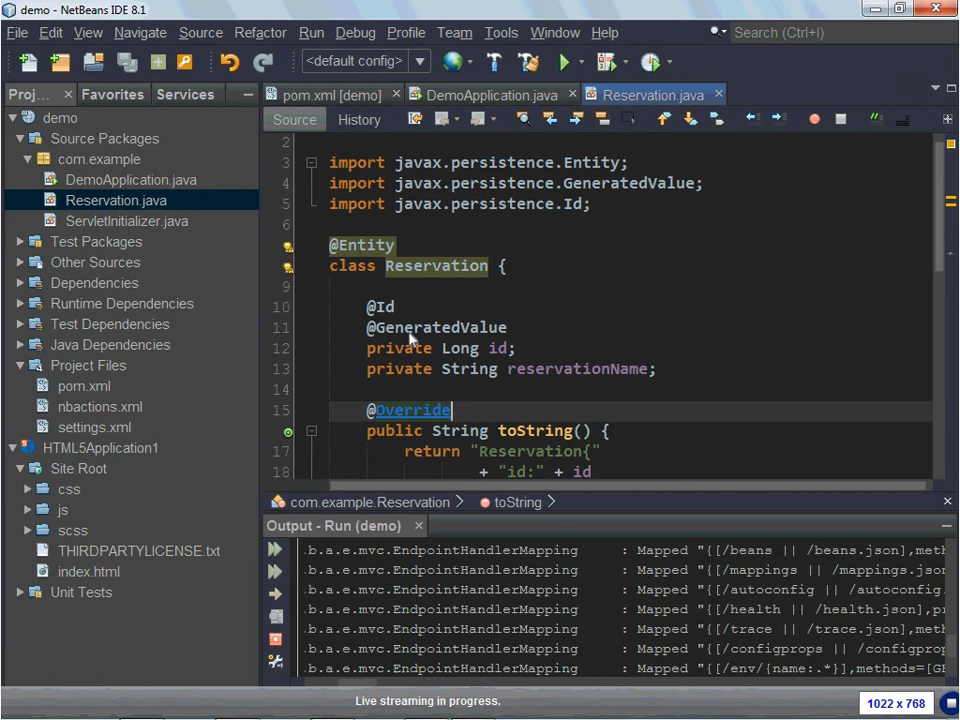 demo - NetBeans IDE 8.1
File Edit View Navigate Source Refactor Run Debug Profile Team Tools Window Help Search (Ctrl+I)
<default config>
Proj... × Favorites Services
pom.xml [demo] × DemoApplication.java × Reservation.java ×
Source History
demo
Source Packages
com.example
DemoApplication.java
Reservation.java
ServletInitializer.java
Test Packages
Other Sources
Dependencies
Runtime Dependencies
Test Dependencies
Java Dependencies
Project Files
pom.xml
nbactions.xml
settings.xml
HTML5Application1
Site Root
css
js
scss
THIRDPARTYLICENSE.txt
index.html
Unit Tests
2
3 import javax.persistence.Entity;
4 import javax.persistence.GeneratedValue;
5 import javax.persistence.Id;
6
@Entity
class Reservation {
9
10 @Id
11 @GeneratedValue
12 private Long id;
13 private String reservationName;
14
15 @Override
public String toString() {
17 return "Reservation{"
18 + "id:" + id
com.example.Reservation toString
Output - Run (demo) ×
.b.a.e.mvc.EndpointHandlerMapping : Mapped "{[/beans || /beans.json],meth
.b.a.e.mvc.EndpointHandlerMapping : Mapped "{[/mappings || /mappings.json
.b.a.e.mvc.EndpointHandlerMapping : Mapped "{[/autoconfig || /autoconfig.
.b.a.e.mvc.EndpointHandlerMapping : Mapped "{[/health || /health.json],pr
.b.a.e.mvc.EndpointHandlerMapping : Mapped "{[/trace || /trace.json],meth
.b.a.e.mvc.EndpointHandlerMapping : Mapped "{[/configprops || /configprop
.b.a.e.mvc.EndpointHandlerMapping : Mapped "{[/env/{name:.*}],methods=[GE
Live streaming in progress.
1022 x 768